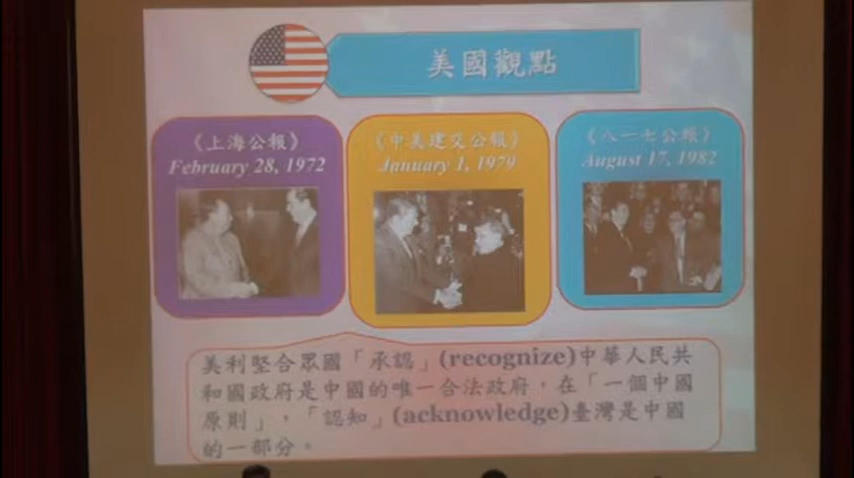 美國觀點
《上海公報》
February 28, 1972
《中美建交公報》
January 1, 1979
《八一七公報》
August 17, 1982
美利堅合眾國「承認」(recognize)中華人民共
和國政府是中國的唯一合法政府，在「一個中國
原則」，「認知」(acknowledge)臺灣是中國
的一部分。